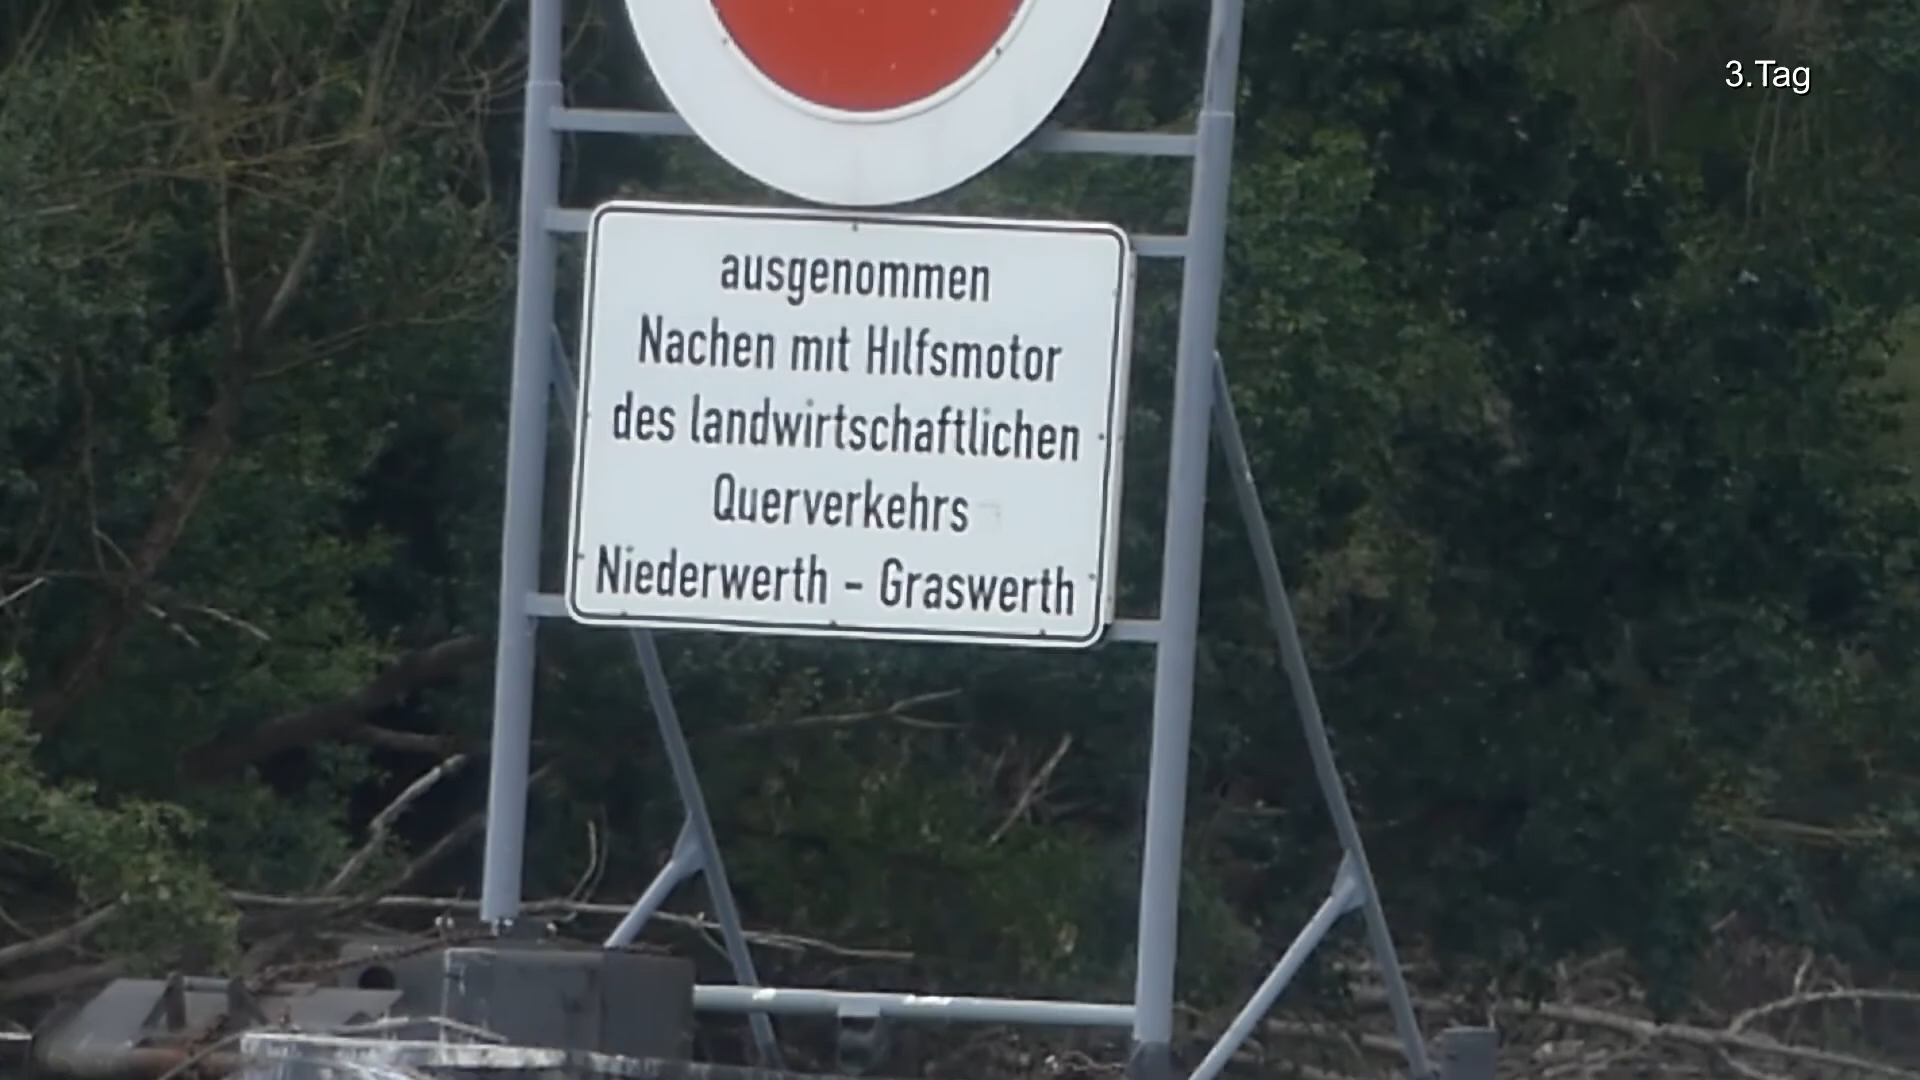 3.Tag
ausgenommen
Nachen mit Hilfsmotor
des landwirtschaftlichen
Querverkehrs
Niederwerth - Graswerth